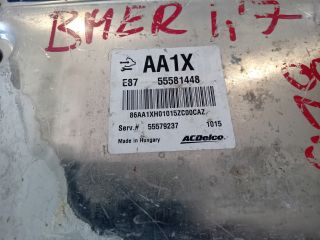 BMER 1,7
AA1X
E87 55581448
86AA1XH01015ZC00CAZ
Serv.# 55579237 1015
Made in Hungary ACDelco